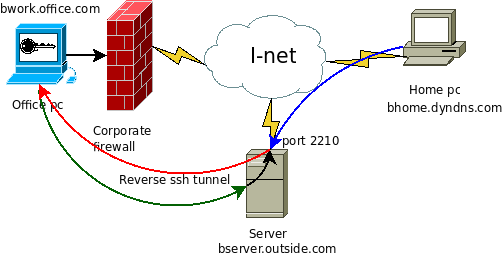 bwork.office.com
I-net
Office pc
Home pc
bhome.dyndns.com
Corporate
firewall
port 2210
Reverse ssh tunnel
Server
bserver.outside.com